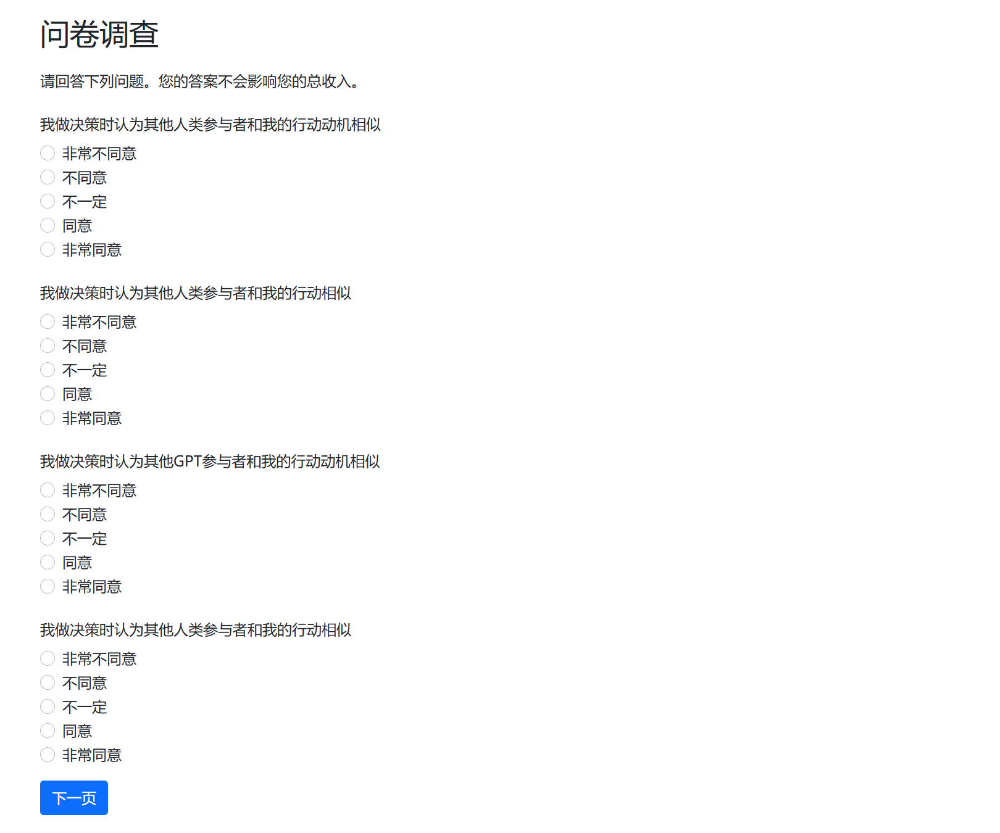 问卷调查
请回答下列问题。您的答案不会影响您的总收入。
我做决策时认为其他人类参与者和我的行动动机相似
非常不同意
不同意
不一定
同意
非常同意
我做决策时认为其他人类参与者和我的行动相似
非常不同意
不同意
不一定
同意
非常同意
我做决策时认为其他GPT参与者和我的行动动机相似
非常不同意
不同意
不一定
同意
非常同意
我做决策时认为其他人类参与者和我的行动相似
非常不同意
不同意
不一定
同意
非常同意
下一页